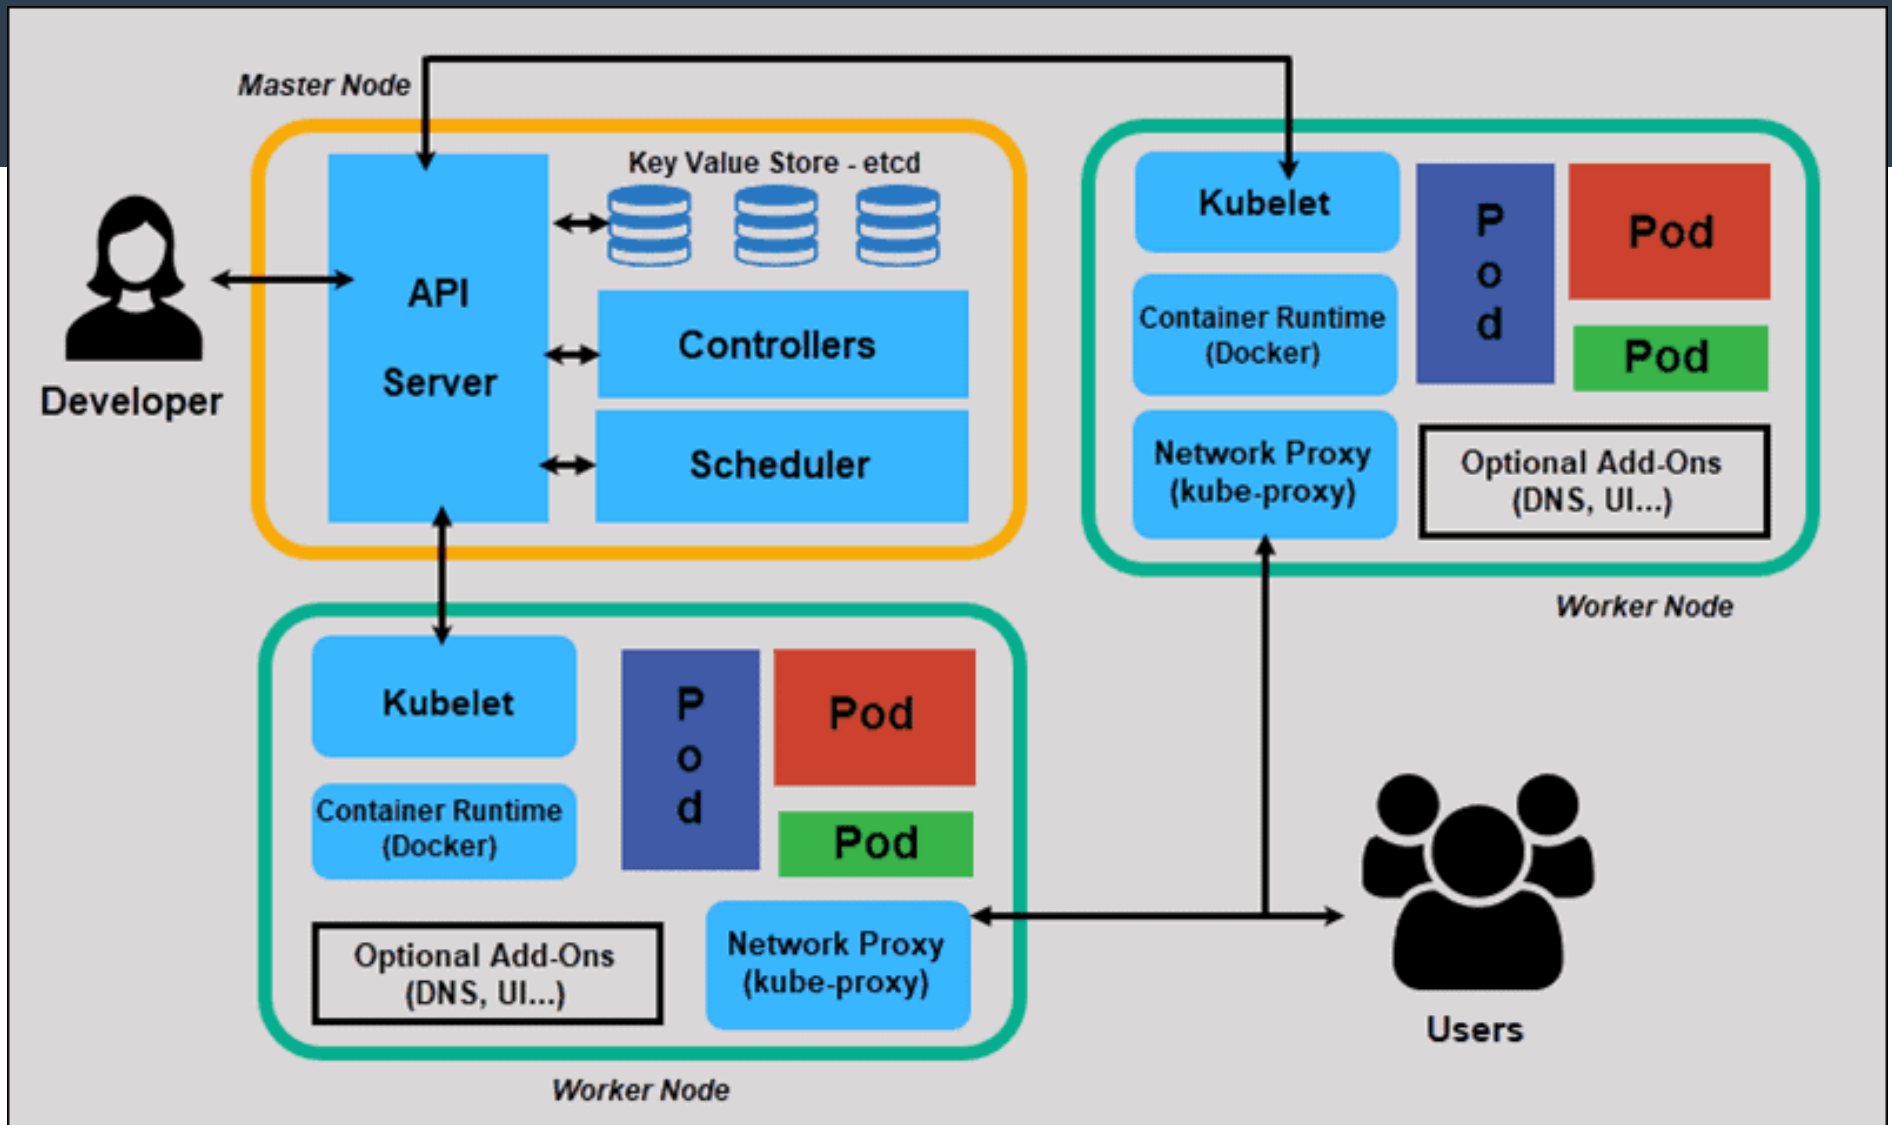 Master Node
Key Value Store - etcd
API
Server
Controllers
Scheduler
Developer
Kubelet
Container Runtime
(Docker)
Network Proxy
(kube-proxy)
P
o
d
Pod
Pod
Optional Add-Ons
(DNS, UI...)
Worker Node
Kubelet
Container Runtime
(Docker)
P
o
d
Pod
Pod
Optional Add-Ons
(DNS, UI...)
Network Proxy
(kube-proxy)
Worker Node
Users